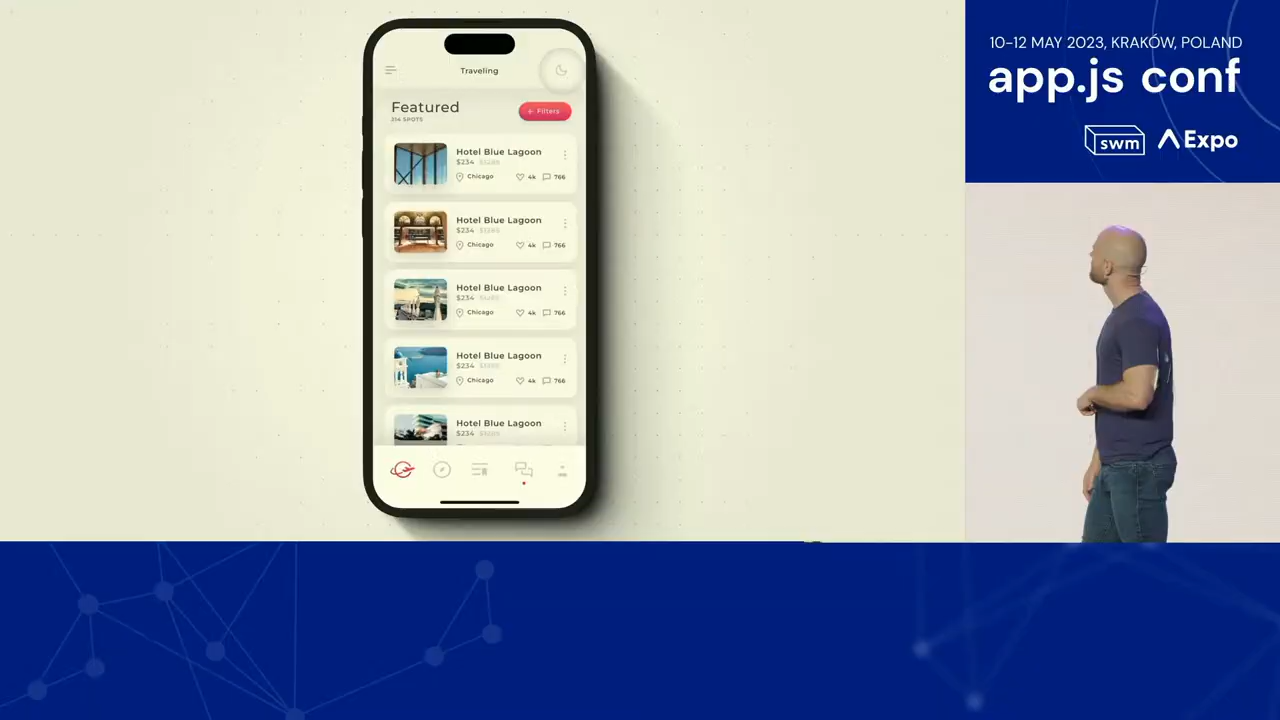 Traveling
Featured
314 SPOTS
+ Filters
Hotel Blue Lagoon
$234
Chicago
4k
766
Hotel Blue Lagoon
$234
Chicago
4k
766
Hotel Blue Lagoon
$234
Chicago
4k
766
Hotel Blue Lagoon
$234
Chicago
4k
766
Hotel Blue Lagoon
$234
10-12 MAY 2023, KRAKÓW, POLAND
app.js conf
swm
Expo